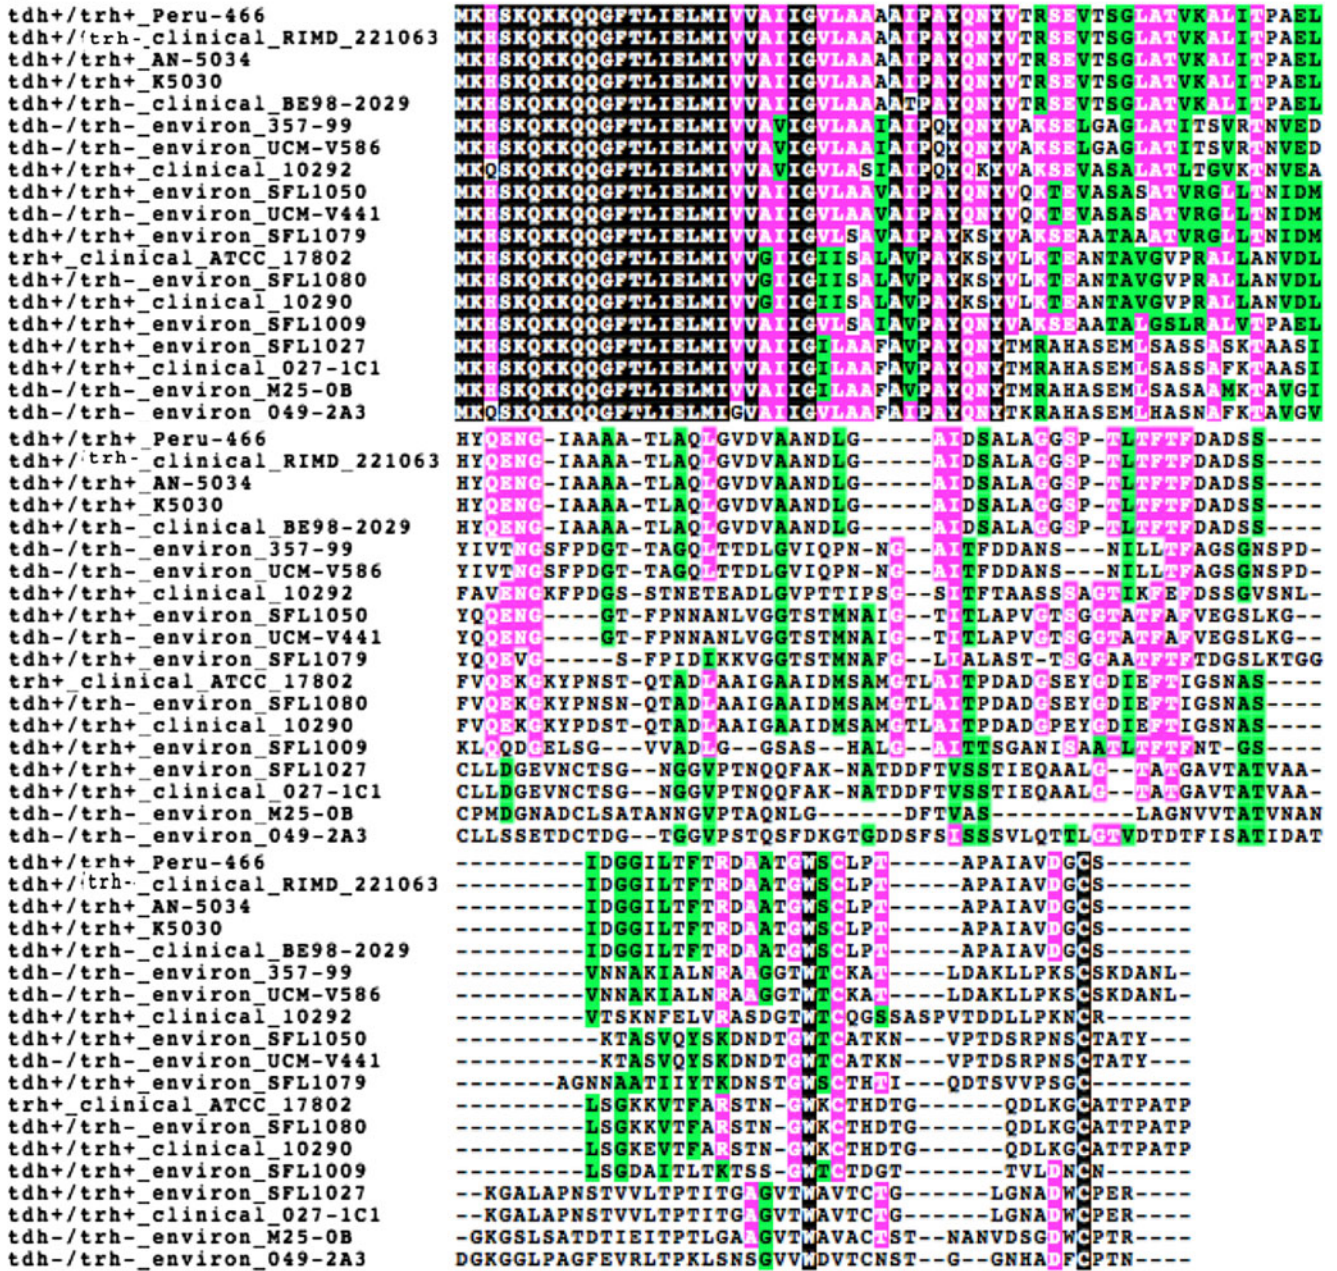 tdh+/trh+_Peru-466 MKHSKQKKQQGFTLIELMIVVAIIGVLAAAAIPAYQNYVTRSEVTSGLATVKALITPAEL
tdh+/trh-_clinical_RIMD_221063 MKHSKQKKQQGFTLIELMIVVAIIGVLAAAAIPAYQNYVTRSEVTSGLATVKALITPAEL
tdh+/trh+_AN-5034 MKHSKQKKQQGFTLIELMIVVAIIGVLAAAAIPAYQNYVTRSEVTSGLATVKALITPAEL
tdh+/trh+_K5030 MKHSKQKKQQGFTLIELMIVVAIIGVLAAAAIPAYQNYVTRSEVTSGLATVKALITPAEL
tdh+/trh-_clinical_BE98-2029 MKHSKQKKQQGFTLIELMIVVAIIGVLAAAATPAYQNYVTRSEVTSGLATVKALITPAEL
tdh-/trh-_environ_357-99 MKHSKQKKQQGFTLIELMIVVAVIGVLAAIAIPQYQNYVAKSELGAGLATITSVRTNVED
tdh-/trh-_environ_UCM-V586 MKHSKQKKQQGFTLIELMIVVAVIGVLAAIAIPQYQNYVAKSELGAGLATITSVRTNVED
tdh-/trh+_clinical_10292 MKQSKQKKQQGFTLIELMIVVAVIGVLASIAIPQYQKYVAKSEVASALATLTGVKTNVEA
tdh+/trh+_environ_SFL1050 MKHSKQKKQQGFTLIELMIVVAIIGVLAAVAIPAYQNYVQKTEVASASATVRGLLTNIDM
tdh-/trh-_environ_UCM-V441 MKHSKQKKQQGFTLIELMIVVAIIGVLAAVAIPAYQNYVQKTEVASASATVRGLLTNIDM
tdh-/trh+_environ_SFL1079 MKHSKQKKQQGFTLIELMIVVAIIGVLSAVAIPAYKSYVAKSEAATAAATVRGLLTNIDM
trh+_clinical_ATCC_17802 MKHSKQKKQQGFTLIELMIVVGIIGIISALAVPAYKSYVLKTEANTAVGVPRALLANVDL
tdh+/trh-_environ_SFL1080 MKHSKQKKQQGFTLIELMIVVGIIGIISALAVPAYKSYVLKTEANTAVGVPRALLANVDL
tdh-/trh+_clinical_10290 MKHSKQKKQQGFTLIELMIVVGIIGIISALAVPAYKSYVLKTEANTAVGVPRALLANVDL
tdh-/trh+_environ_SFL1009 MKHSKQKKQQGFTLIELMIVVAIIGVLSAIAVPAYQNYVAKSEAATALGSLRALVTPAEL
tdh+/trh+_environ_SFL1027 MKHSKQKKQQGFTLIELMIVVAIIGILAAFAVPAYQNYTMRAHASEMLSASSASKTAASI
tdh-/trh+_clinical_027-1C1 MKHSKQKKQQGFTLIELMIVVAIIGILAAFAVPAYQNYTMRAHASEMLSASSAFKTAASI
tdh-/trh-_environ_M25-0B MKHSKQKKQQGFTLIELMIVVAIIGILAAFAVPAYQNYTMRAHASEMLSASAAMKTAVGI
tdh-/trh-_environ_049-2A3 MKQSKQKKQQGFTLIELMIGVAIIGVLAAFAIPAYQNYTKRAHASEMLHASNAFKTAVGV
tdh+/trh+_Peru-466 HYQENG-IAAAA-TLAQLGVDVAANDLG-----AIDSALAGGSP-TLTFTFDADSS----
tdh+/trh-_clinical_RIMD_221063 HYQENG-IAAAA-TLAQLGVDVAANDLG-----AIDSALAGGSP-TLTFTFDADSS----
tdh+/trh+_AN-5034 HYQENG-IAAAA-TLAQLGVDVAANDLG-----AIDSALAGGSP-TLTFTFDADSS----
tdh+/trh+_K5030 HYQENG-IAAAA-TLAQLGVDVAANDLG-----AIDSALAGGSP-TLTFTFDADSS----
tdh+/trh-_clinical_BE98-2029 HYQENG-IAAAA-TLAQLGVDVAANDLG-----AIDSALAGGSP-TLTFTFDADSS----
tdh-/trh-_environ_357-99 YIVTNGSFPDGT-TAGQLTTDLGVIQPN-NG--AITFDDANS---NILLTFAGSGNSPD-
tdh-/trh-_environ_UCM-V586 YIVTNGSFPDGT-TAGQLTTDLGVIQPN-NG--AITFDDANS---NILLTFAGSGNSPD-
tdh-/trh+_clinical_10292 FAVENGKFPDGS-STNETEADLGVPTTIPSG--SITFTAASSSAGTIKFEFDSSGVSNL-
tdh+/trh+_environ_SFL1050 YQQENG----GT-FPNNANLVGGTSTMNAIG--TITLAPVGTSGGTATFAFVEGSLKG--
tdh-/trh-_environ_UCM-V441 YQQENG----GT-FPNNANLVGGTSTMNAIG--TITLAPVGTSGGTATFAFVEGSLKG--
tdh-/trh+_environ_SFL1079 YQQEVG-----S-FPIDIKKVGGTSTMNAFG--LIALAST-TSGGAATFTFTDGSLKTGG
trh+_clinical_ATCC_17802 FVQEKGKYPNST-QTADLAAIGAAIDMSAMGTLAITPDADGSEYGDIEFTIGSNAS----
tdh+/trh-_environ_SFL1080 FVQEKGKYPNSN-QTADLAAIGAAIDMSAMGTLAITPDADGSEYGDIEFTIGSNAS----
tdh-/trh+_clinical_10290 FVQEKGKYPDST-QTADLAAIGAAIDMSAMGTLAITPDADGPEYGDIEFTIGSNAS----
tdh-/trh+_environ_SFL1009 KLQQDGELSG---VVADLG--GSAS--HALG--AITTSGANISAATLTFTFNT-GS----
tdh+/trh+_environ_SFL1027 CLLDGEVNCTSG--NGGVPTNQQFAK-NATDDFTVSSTIEQAALG--TATGAVTATVAA-
tdh-/trh+_clinical_027-1C1 CLLDGEVNCTSG--NGGVPTNQQFAK-NATDDFTVSSTIEQAALG--TATGAVTATVAA-
tdh-/trh-_environ_M25-0B CPMDGNADCLSATANNGVPTAQNLG------DFTVAS----------LAGNVVTATVNAN
tdh-/trh-_environ_049-2A3 CLLSSETDCTDG--TGGVPSTQSFDKGTGDDSFSISSSVLQTTLGTVDTDTFISATIDAT
tdh+/trh+_Peru-466 ---------IDGGILTFTRDAATGWSCLPT-----APAIAVDGCS------
tdh+/trh-_clinical_RIMD_221063 ---------IDGGILTFTRDAATGWSCLPT-----APAIAVDGCS------
tdh+/trh+_AN-5034 ---------IDGGILTFTRDAATGWSCLPT-----APAIAVDGCS------
tdh+/trh+_K5030 ---------IDGGILTFTRDAATGWSCLPT-----APAIAVDGCS------
tdh+/trh-_clinical_BE98-2029 ---------IDGGILTFTRDAATGWSCLPT-----APAIAVDGCS------
tdh-/trh-_environ_357-99 ---------VNNAKIALNRAAGGTWTCKAT----LDAKLLPKSCSKDANL-
tdh-/trh-_environ_UCM-V586 ---------VNNAKIALNRAAGGTWTCKAT----LDAKLLPKSCSKDANL-
tdh-/trh+_clinical_10292 ---------VTSKNFELVRASDGTWTCQGSSASPVTDDLLPKNCR------
tdh+/trh+_environ_SFL1050 ----------KTASVQYSKDNDTGWTCATKN---VPTDSRPNSCTATY---
tdh-/trh-_environ_UCM-V441 ----------KTASVQYSKDNDTGWTCATKN---VPTDSRPNSCTATY---
tdh-/trh+_environ_SFL1079 -------AGNNAATIIYTKDNSTGWSCTHTI---QDTSVVPSGC-------
trh+_clinical_ATCC_17802 ---------LSGKKVTFARSTN-GWKCTHDTG------QDLKGCATTPATP
tdh+/trh-_environ_SFL1080 ---------LSGKKVTFARSTN-GWKCTHDTG------QDLKGCATTPATP
tdh-/trh+_clinical_10290 ---------LSGKEVTFARSTN-GWKCTHDTG------QDLKGCATTPATP
tdh-/trh+_environ_SFL1009 ---------LSGDAITLTKTSS-GWTCTDGT-------TVLDNCN------
tdh+/trh+_environ_SFL1027 --KGALAPNSTVVLTPTITGAGVTWAVTCTG------LGNADWCPER----
tdh-/trh+_clinical_027-1C1 --KGALAPNSTVVLTPTITGAGVTWAVTCTG------LGNADWCPER----
tdh-/trh-_environ_M25-0B -GKGSLSATDTIEITPTLGAAGVTWAVACTST--NANVDSGDWCPTR----
tdh-/trh-_environ_049-2A3 DGKGGLPAGFEVRLTPKLSNSGVVWDVTCNST--G--GNHADFCPTN----